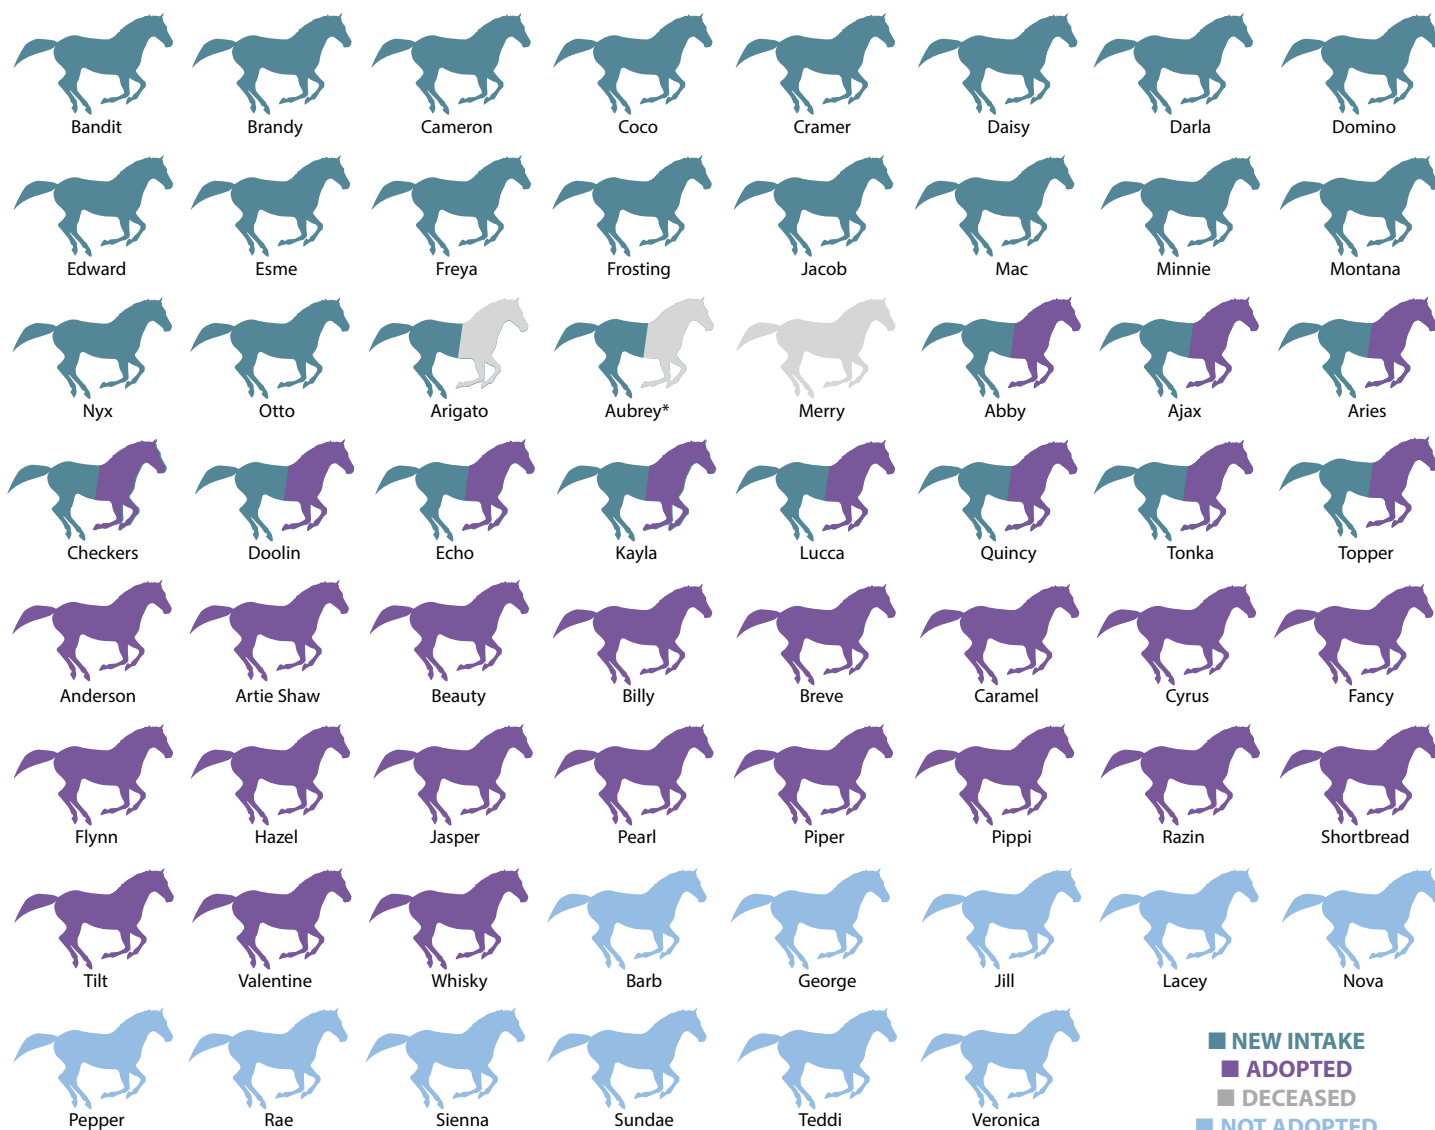 Bandit Brandy Cameron Coco Cramer Daisy Darla Domino
Edward Esme Freya Frosting Jacob Mac Minnie Montana
Nyx Otto Arigato Aubrey* Merry Abby Ajax Aries
Checkers Doolin Echo Kayla Lucca Quincy Tonka Topper
Anderson Artie Shaw Beauty Billy Breve Caramel Cyrus Fancy
Flynn Hazel Jasper Pearl Piper Pippi Razin Shortbread
Tilt Valentine Whisky Barb George Jill Lacey Nova
Pepper Rae Sienna Sundae Teddi Veronica
NEW INTAKE
ADOPTED
DECEASED
NOT ADOPTED